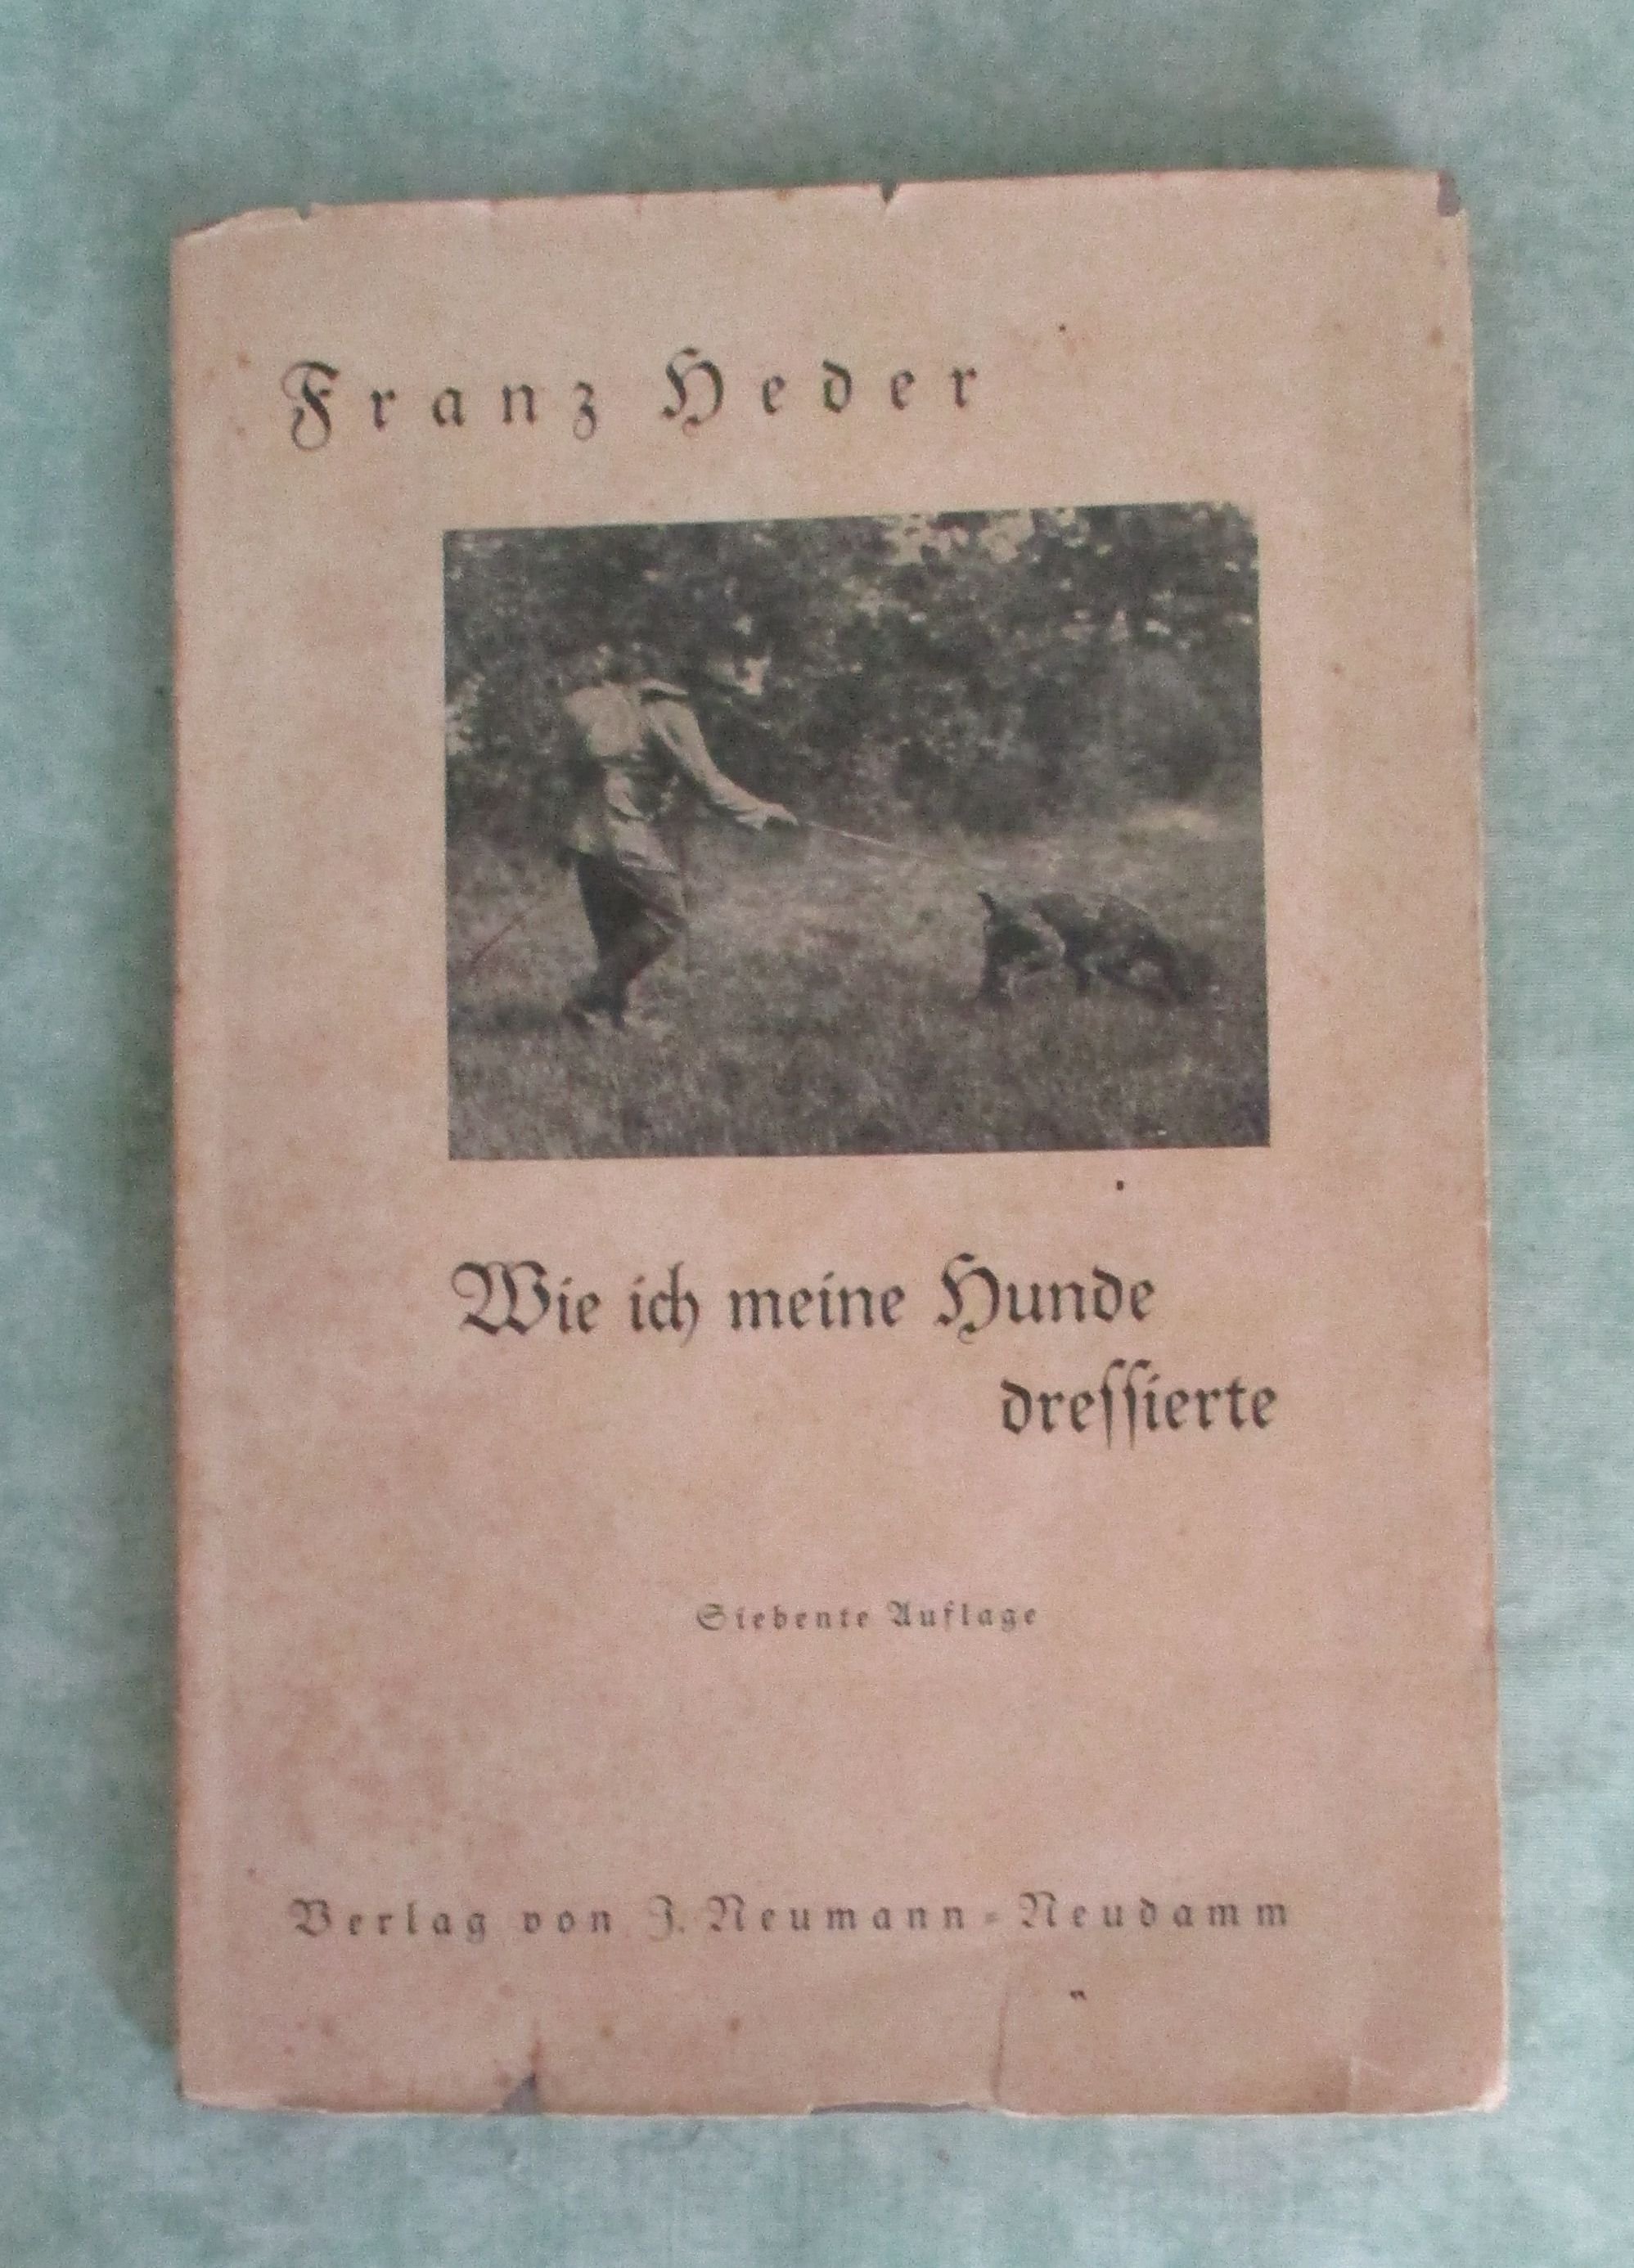 Franz Heder
Wie ich meine Hunde
dreſſierte
Siebente Auflage
Verlag von J. Neumann-Neudamm